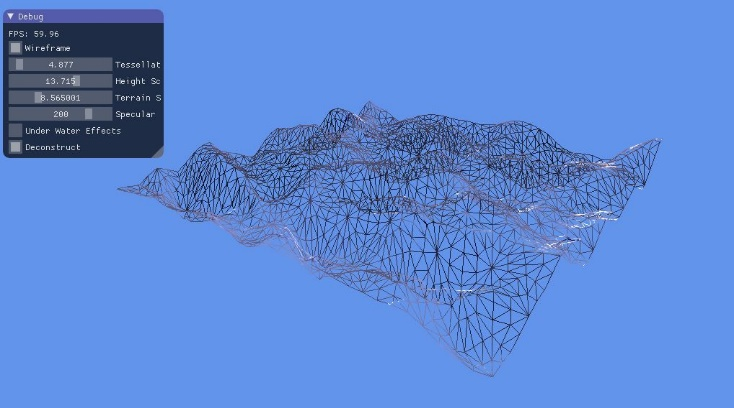 Debug
FPS: 59.96
Wireframe
4.877 Tessellat
13.715 Height Sc
8.565001 Terrain S
200 Specular
Under Water Effects
Deconstruct